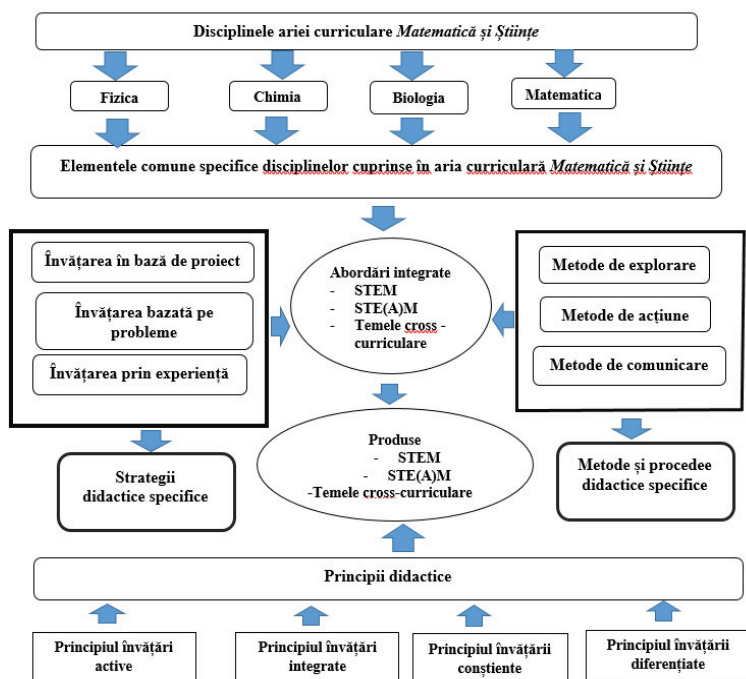 Disciplinele ariei curriculare Matematică și Științe
Fizica
Chimia
Biologia
Matematica
Elementele comune specifice disciplinelor cuprinse în aria curriculară Matematică și Științe
Învățarea în bază de proiect
Învățarea bazată pe
probleme
Învățarea prin experiență
Abordări integrate
- STEM
- STE(A)M
- Temele cross -
curriculare
Metode de explorare
Metode de acțiune
Metode de comunicare
Strategii
didactice specifice
Produse
- STEM
- STE(A)M
-Temele cross-curriculare
Metode și procedee
didactice specifice
Principii didactice
Principiul învățări
active
Principiul învățări
integrate
Principiul învățării
conștiente
Principiul învățării
diferențiate